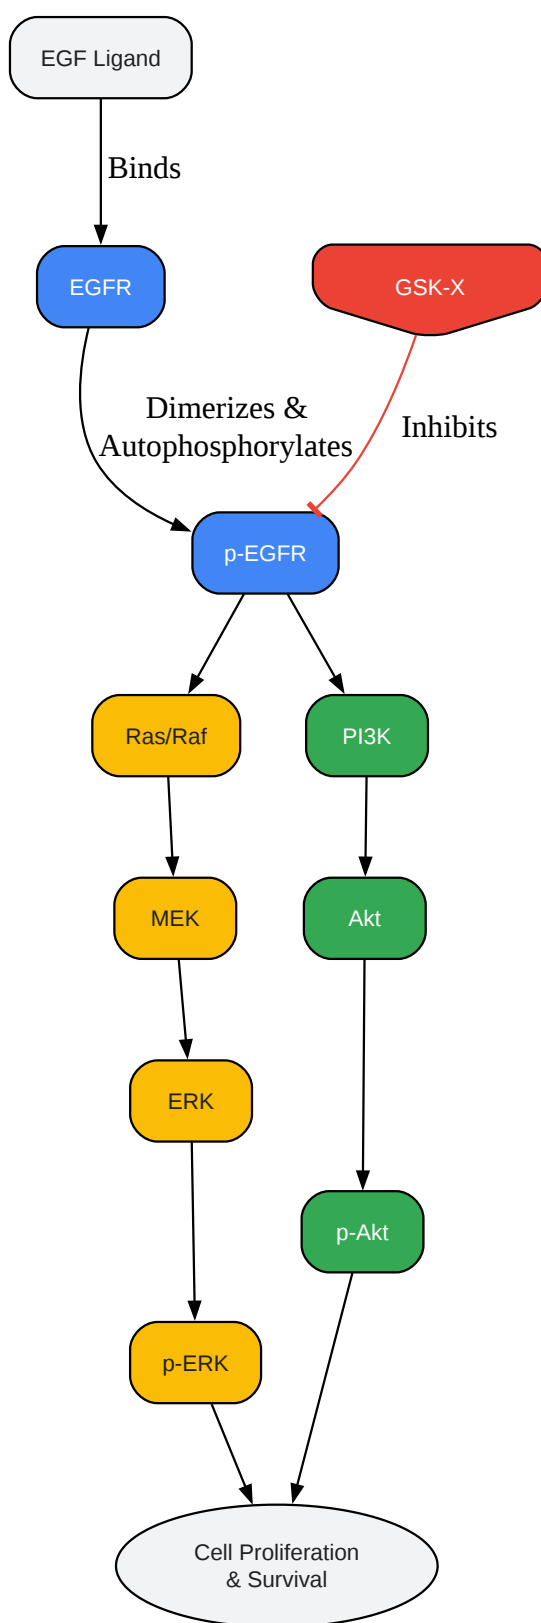 EGF Ligand
Binds
EGFR
GSK-X
Dimerizes &
Autophosphorylates
Inhibits
p-EGFR
Ras/Raf
PI3K
MEK
Akt
ERK
p-Akt
p-ERK
Cell Proliferation
& Survival